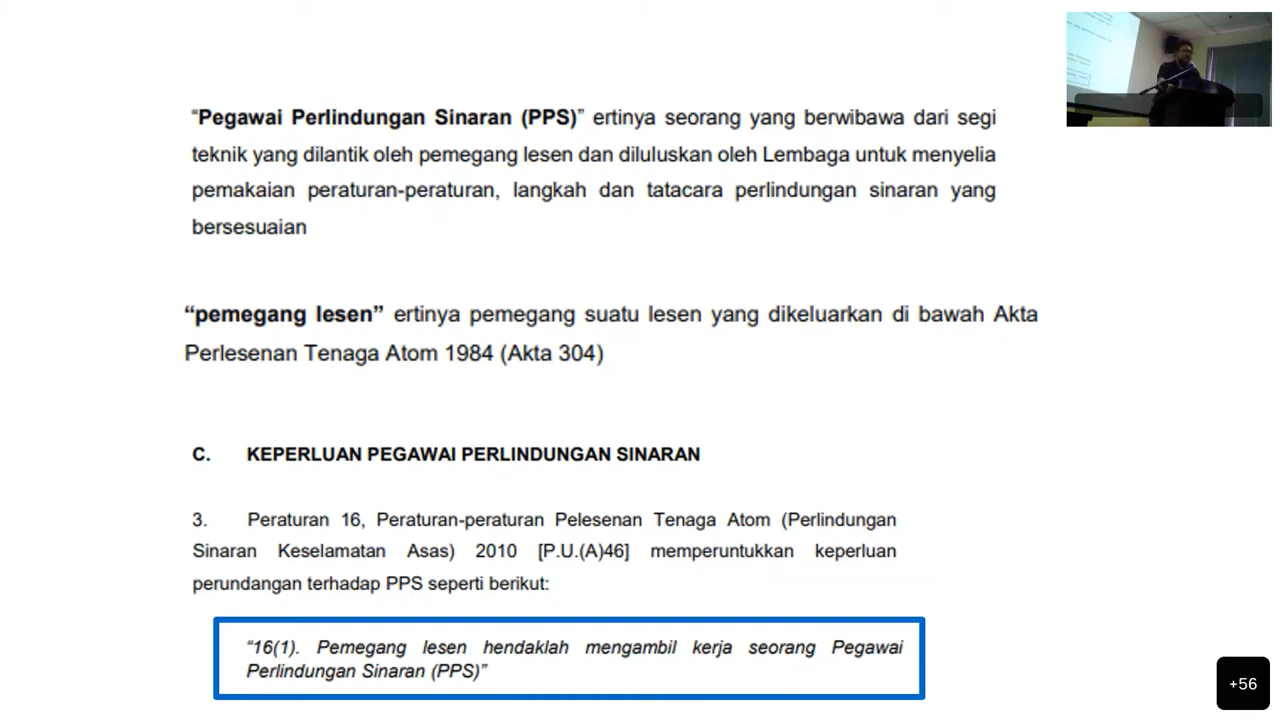 “Pegawai Perlindungan Sinaran (PPS)” ertinya seorang yang berwibawa dari segi
teknik yang dilantik oleh pemegang lesen dan diluluskan oleh Lembaga untuk menyelia
pemakaian peraturan-peraturan, langkah dan tatacara perlindungan sinaran yang
bersesuaian
“pemegang lesen” ertinya pemegang suatu lesen yang dikeluarkan di bawah Akta
Perlesenan Tenaga Atom 1984 (Akta 304)
C. KEPERLUAN PEGAWAI PERLINDUNGAN SINARAN
3. Peraturan 16, Peraturan-peraturan Pelesenan Tenaga Atom (Perlindungan
Sinaran Keselamatan Asas) 2010 [P.U.(A)46] memperuntukkan keperluan
perundangan terhadap PPS seperti berikut:
“16(1). Pemegang lesen hendaklah mengambil kerja seorang Pegawai
Perlindungan Sinaran (PPS)”
+56